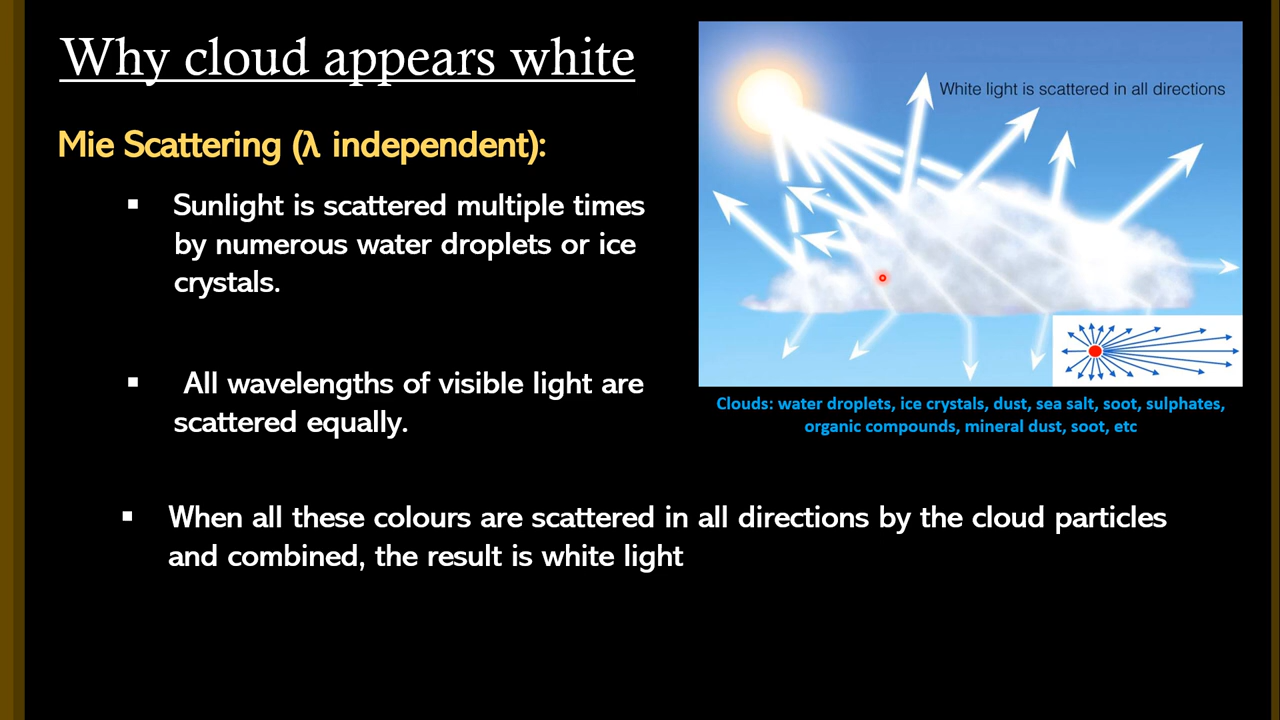 Why cloud appears white
White light is scattered in all directions
Mie Scattering (λ independent):
▪ Sunlight is scattered multiple times
by numerous water droplets or ice
crystals.
▪ All wavelengths of visible light are
scattered equally.
Clouds: water droplets, ice crystals, dust, sea salt, soot, sulphates,
organic compounds, mineral dust, soot, etc
▪ When all these colours are scattered in all directions by the cloud particles
and combined, the result is white light